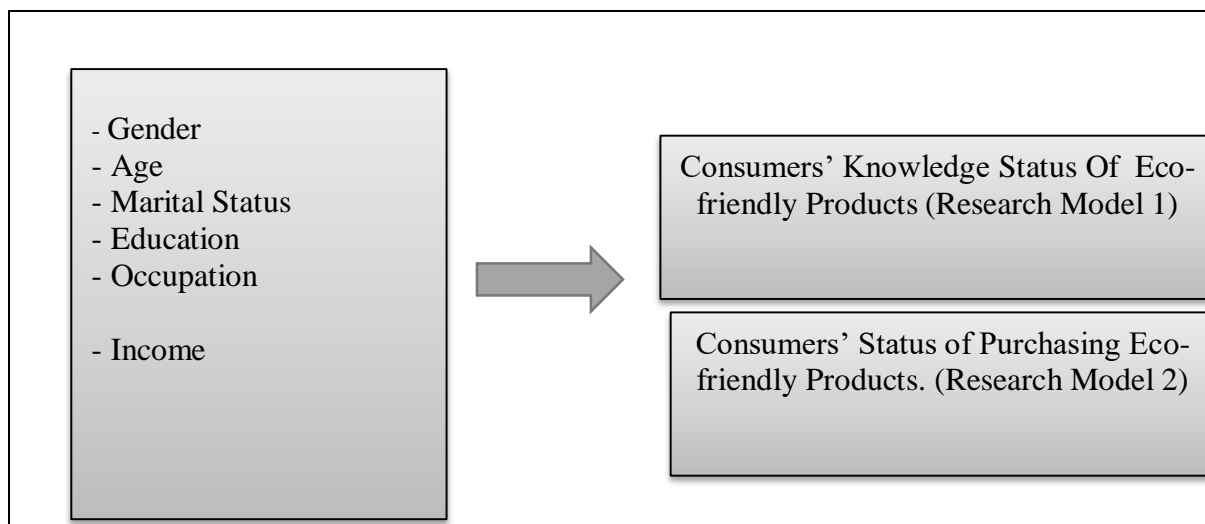 - Gender
- Age
- Marital Status
- Education
- Occupation
- Income
Consumers’ Knowledge Status Of Eco-
friendly Products (Research Model 1)
Consumers’ Status of Purchasing Eco-
friendly Products. (Research Model 2)